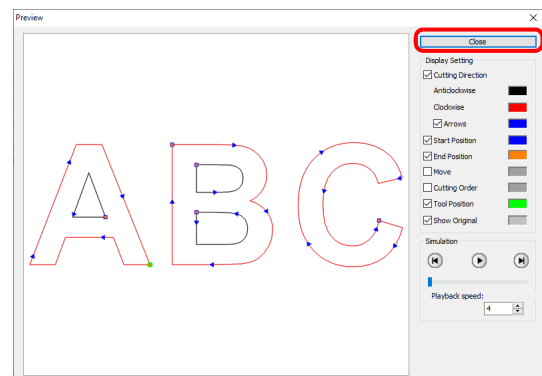 Preview
Close
Display Setting
Cutting Direction
Anticlockwise
Clockwise
Arrows
Start Position
End Position
Move
Cutting Order
Tool Position
Show Original
Simulation
Playback speed:
4
ABC